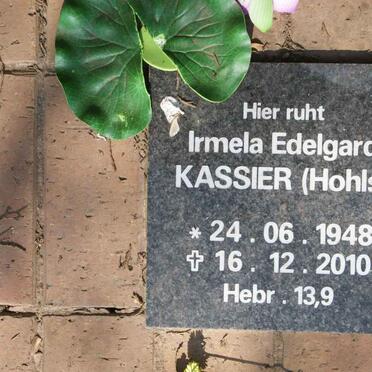 Hier ruht
Irmela Edelgard
KASSIER (Hohls
* 24 . 06 . 1948
✝ 16 . 12 . 2010
Hebr . 13,9